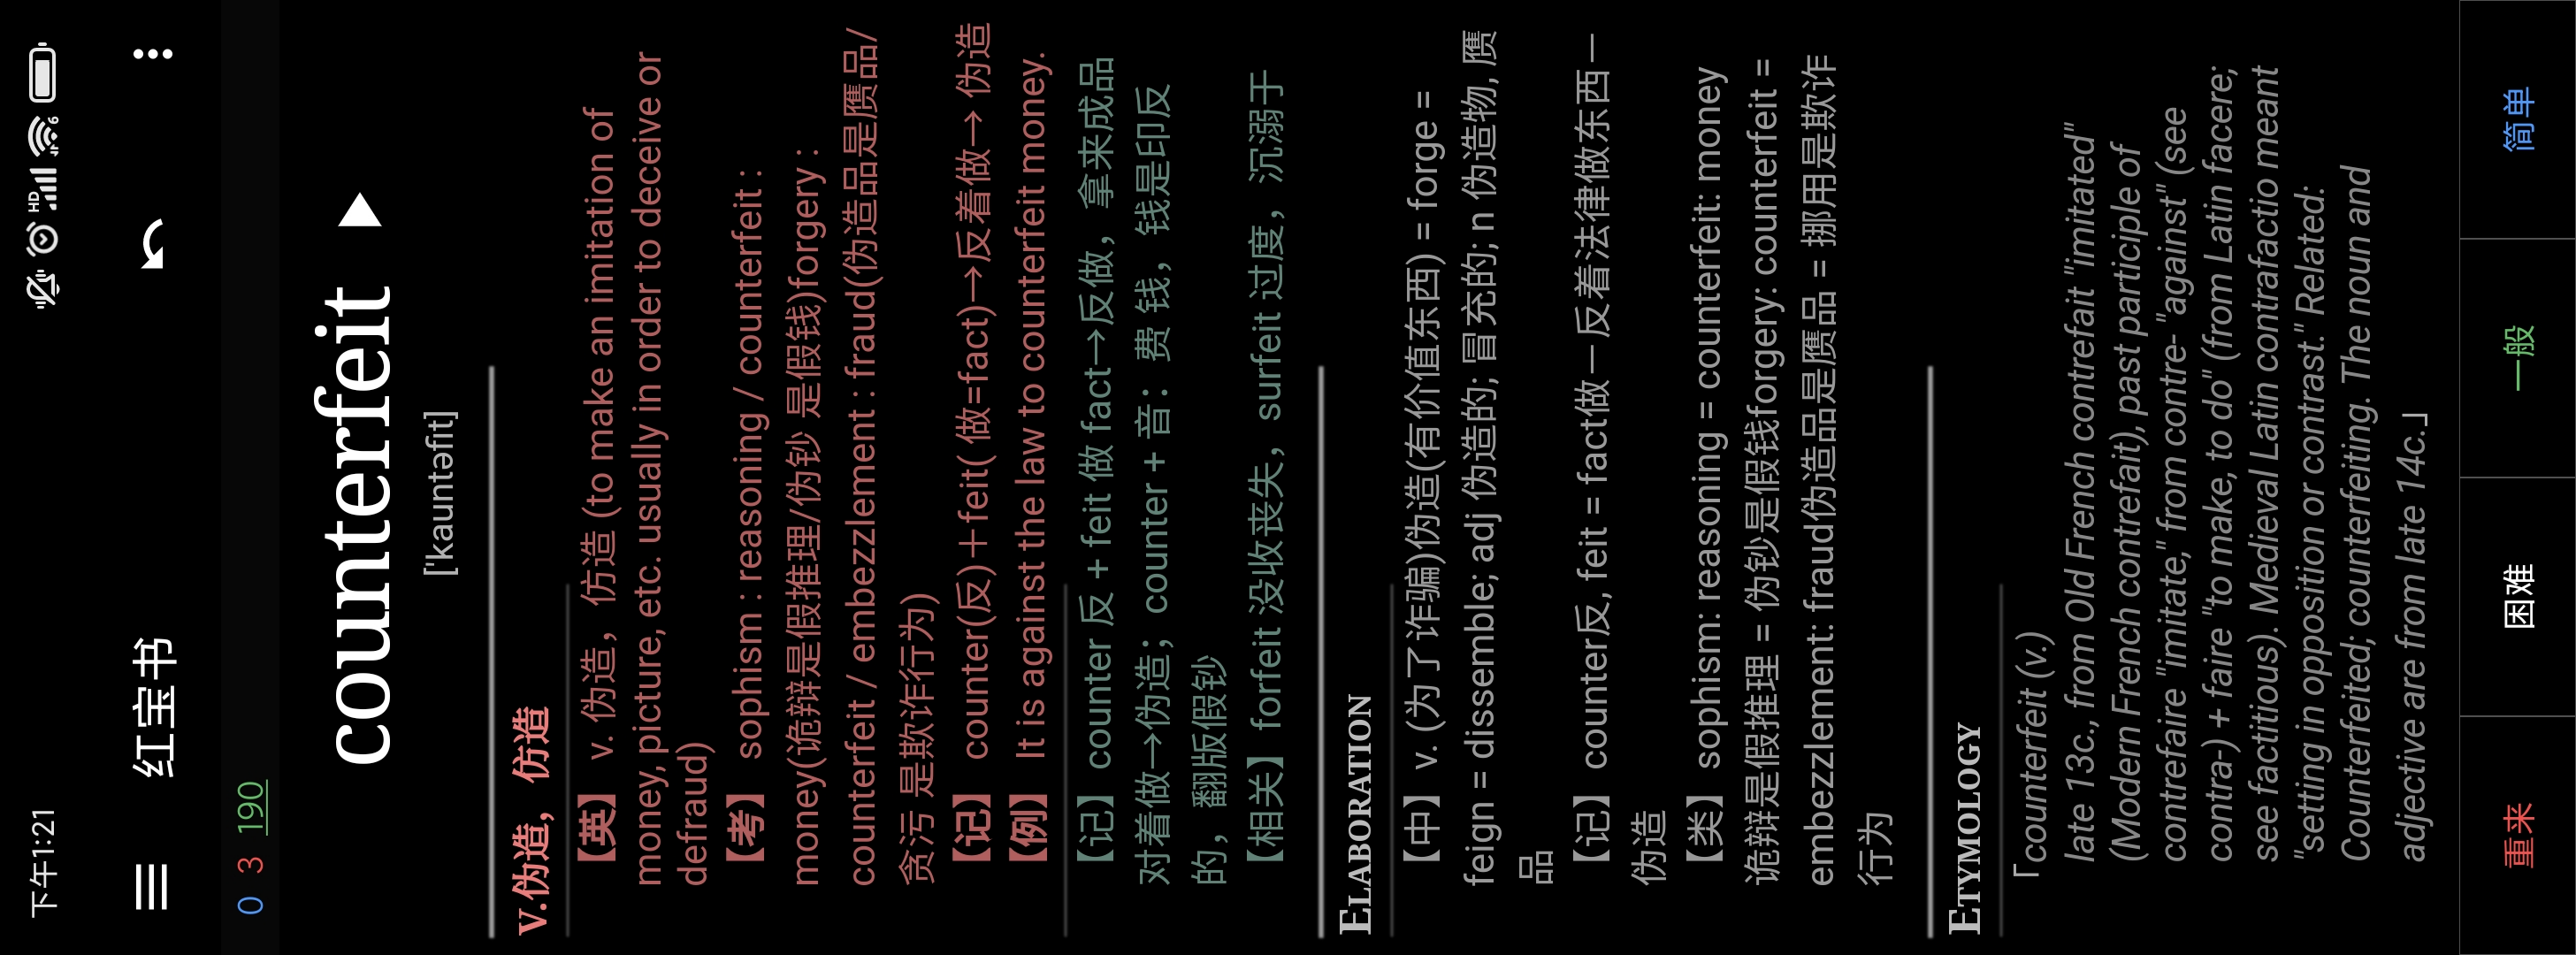 下午1:21
HD
6
红宝书
0 3 190
counterfeit
['kauntəfit]
v.伪造，仿造
【英】 v. 伪造，仿造 (to make an imitation of
money, picture, etc. usually in order to deceive or
defraud)
【考】 sophism : reasoning / counterfeit :
money(诡辩是假推理/伪钞 是假钱)forgery :
counterfeit / embezzlement : fraud(伪造品是赝品/
贪污 是欺诈行为)
【记】 counter(反)＋feit( 做=fact)→反着做→ 伪造
【例】 It is against the law to counterfeit money.
【记】 counter 反 + feit 做 fact→反做，拿来成品
对着做→伪造；counter + 音：费 钱，钱是印反
的，翻版假钞
【相关】 forfeit 没收丧失，surfeit 过度，沉溺于
ELABORATION
【中】 v. (为了诈骗)伪造(有价值东西) = forge =
feign = dissemble; adj 伪造的; 冒充的; n 伪造物, 赝
品
【记】 counter反, feit = fact做－反着法律做东西－
伪造
【类】 sophism: reasoning = counterfeit: money
诡辩是假推理 = 伪钞是假钱forgery: counterfeit =
embezzlement: fraud伪造品是赝品 = 挪用是欺诈
行为
ETYMOLOGY
「counterfeit (v.)
late 13c., from Old French contrefait "imitated"
(Modern French contrefait), past participle of
contrefaire "imitate," from contre- "against" (see
contra-) + faire "to make, to do" (from Latin facere;
see factitious). Medieval Latin contrafactio meant
"setting in opposition or contrast." Related:
Counterfeited; counterfeiting. The noun and
adjective are from late 14c.」
重来
困难
一般
简单